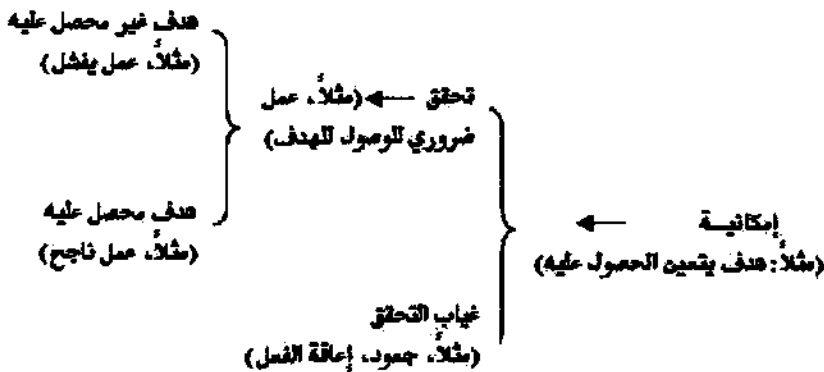 إمكانية
(مثلاً: هدف يتعين الحصول عليه)
تحقق ← (مثلاً، عمل
ضروري للوصول للهدف)
غياب التحقق
(مثلاً، جمود، إعاقة الفعل)
هدف غير محصل عليه
(مثلاً، عمل يفشل)
هدف محصل عليه
(مثلاً، عمل ناجح)